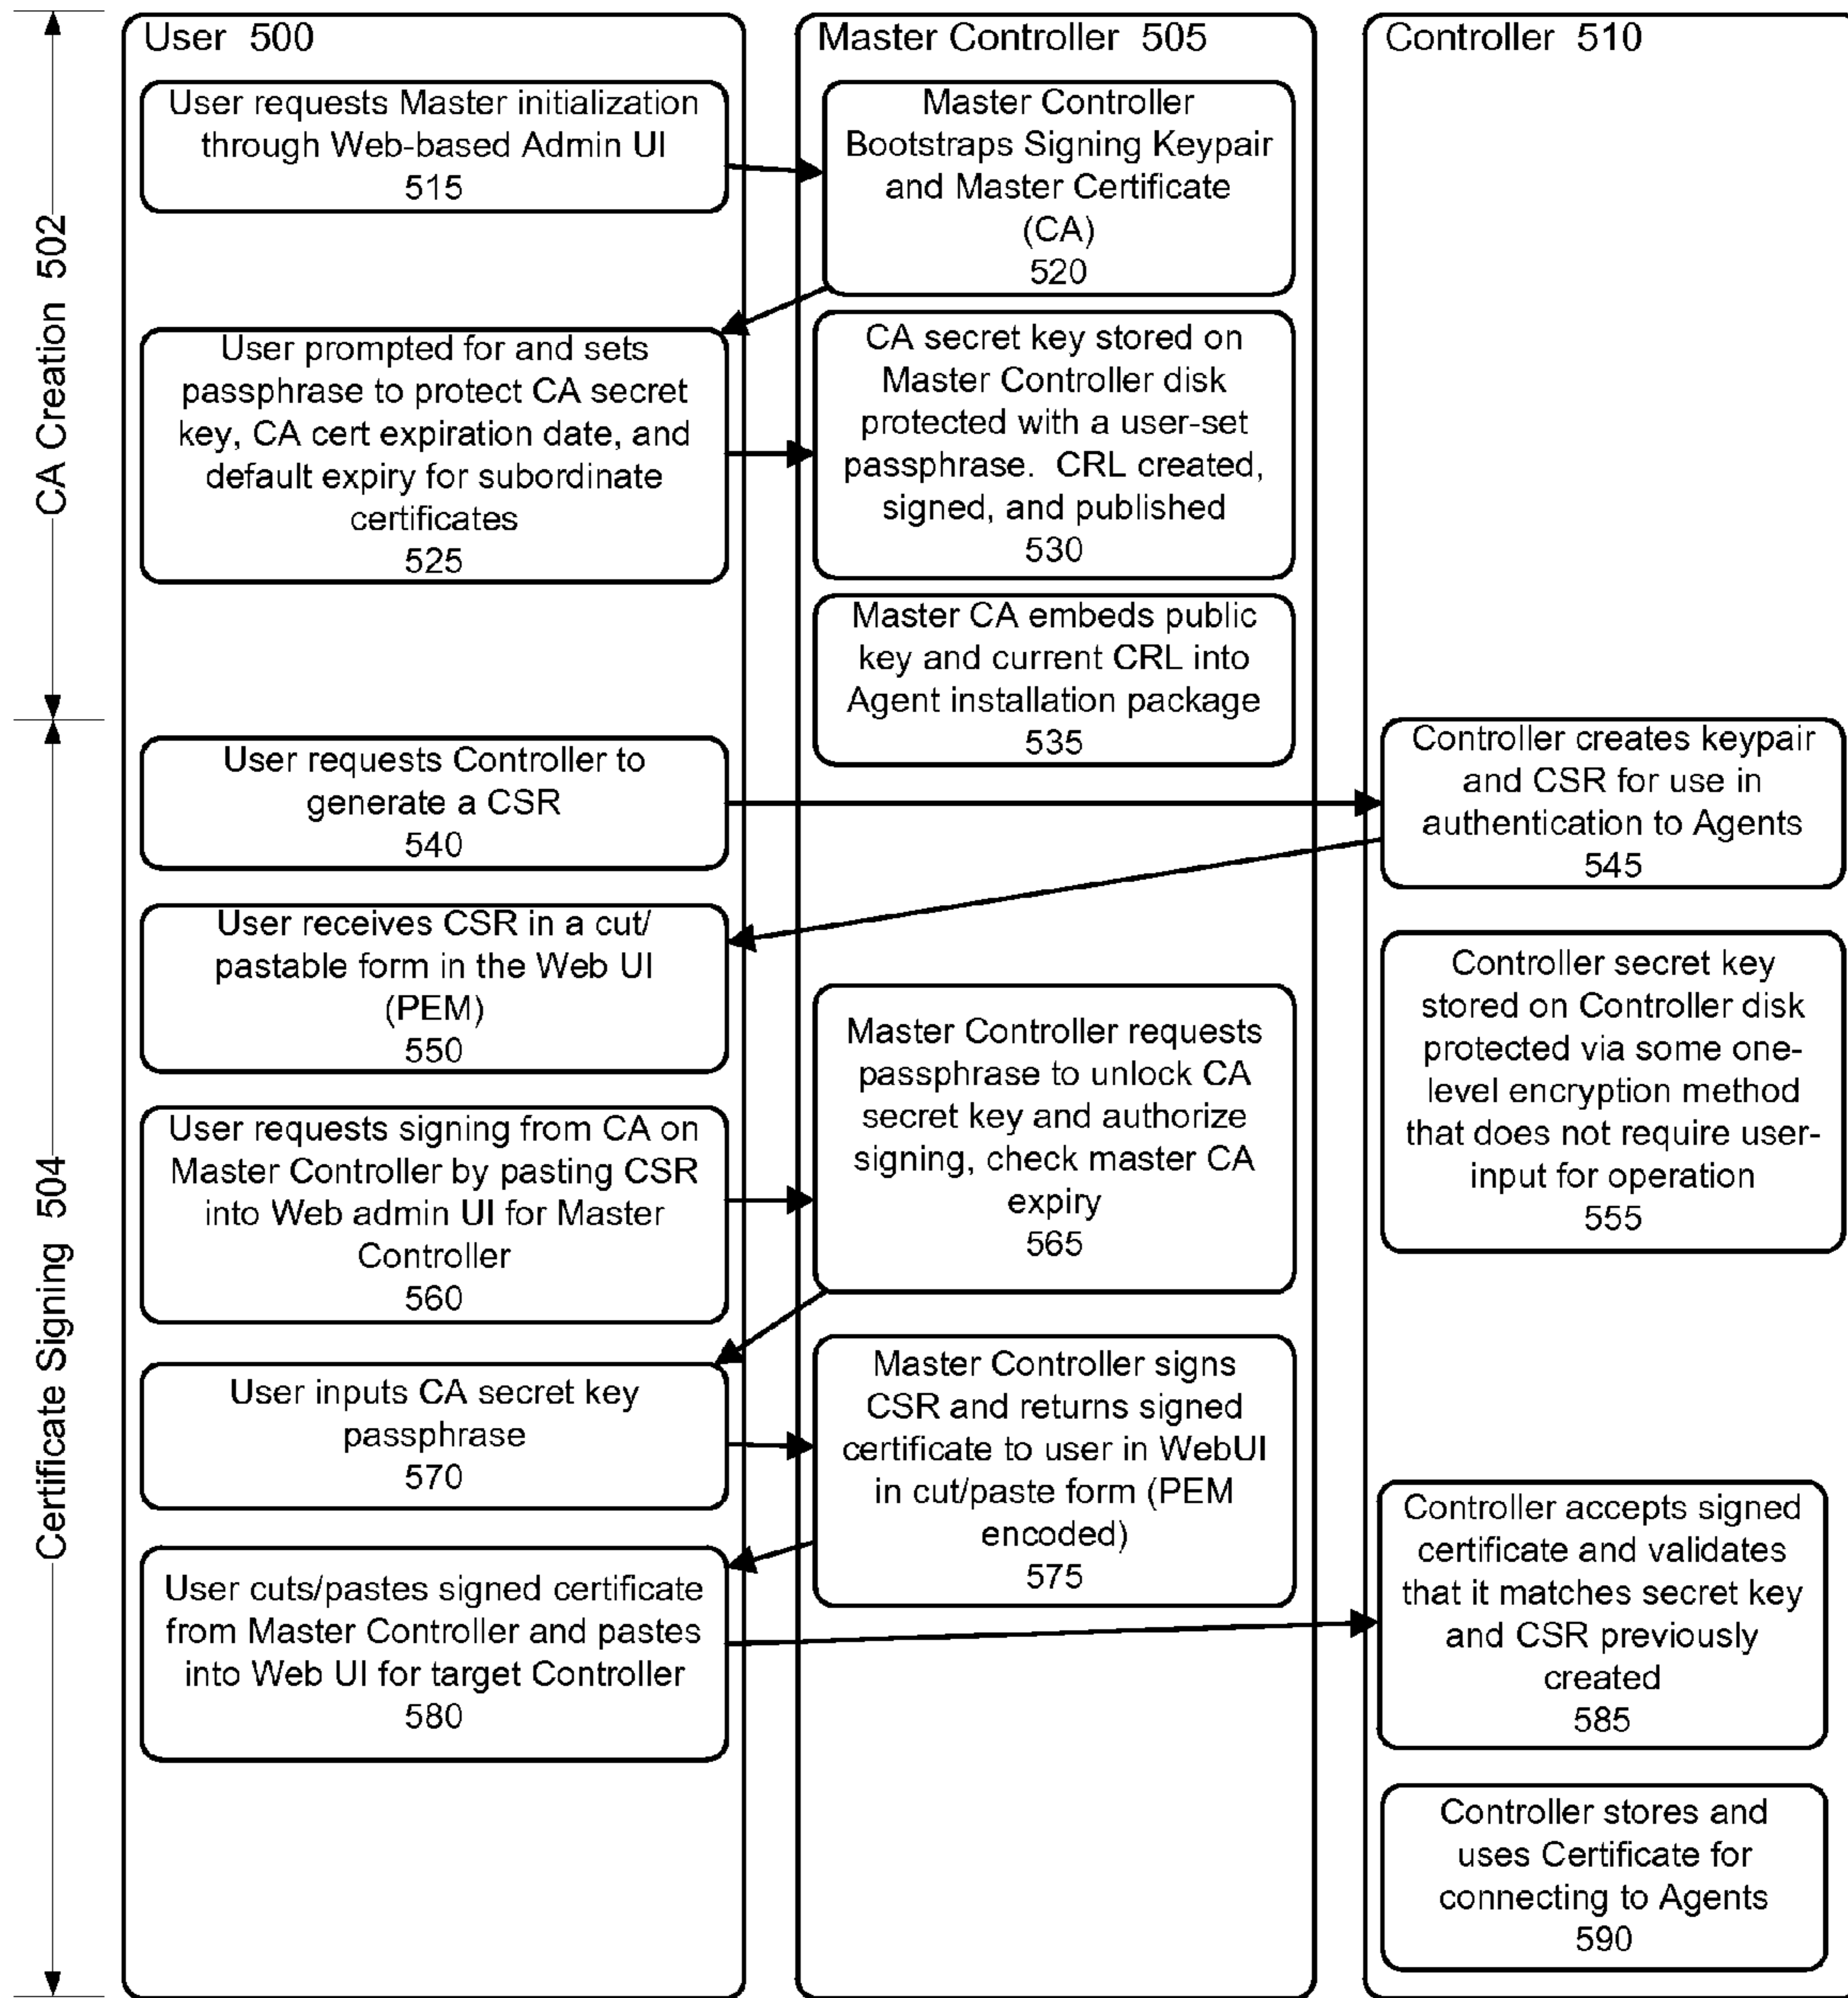 CA Creation 502
Certificate Signing 504
User 500
User requests Master initialization
through Web-based Admin UI
515
User prompted for and sets
passphrase to protect CA secret
key, CA cert expiration date, and
default expiry for subordinate
certificates
525
User requests Controller to
generate a CSR
540
User receives CSR in a cut/
pastable form in the Web UI
(PEM)
550
User requests signing from CA on
Master Controller by pasting CSR
into Web admin UI for Master
Controller
560
User inputs CA secret key
passphrase
570
User cuts/pastes signed certificate
from Master Controller and pastes
into Web UI for target Controller
580
Master Controller 505
Master Controller
Bootstraps Signing Keypair
and Master Certificate
(CA)
520
CA secret key stored on
Master Controller disk
protected with a user-set
passphrase. CRL created,
signed, and published
530
Master CA embeds public
key and current CRL into
Agent installation package
535
Master Controller requests
passphrase to unlock CA
secret key and authorize
signing, check master CA
expiry
565
Master Controller signs
CSR and returns signed
certificate to user in WebUI
in cut/paste form (PEM
encoded)
575
Controller 510
Controller creates keypair
and CSR for use in
authentication to Agents
545
Controller secret key
stored on Controller disk
protected via some one-
level encryption method
that does not require user-
input for operation
555
Controller accepts signed
certificate and validates
that it matches secret key
and CSR previously
created
585
Controller stores and
uses Certificate for
connecting to Agents
590